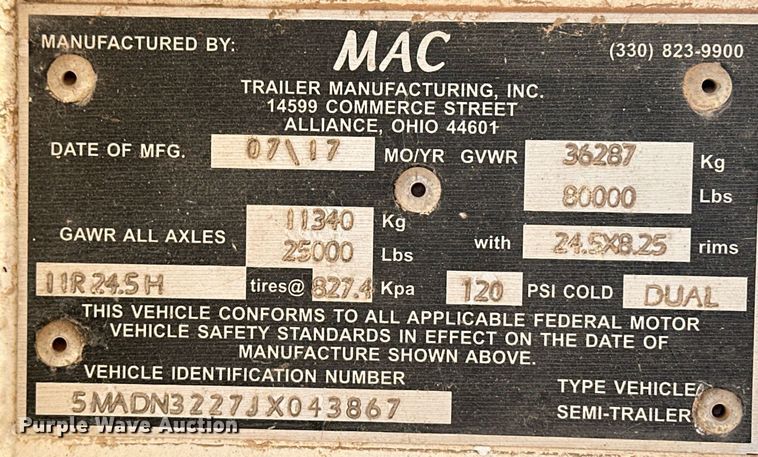 MANUFACTURED BY: MAC (330) 823-9900
TRAILER MANUFACTURING, INC.
14599 COMMERCE STREET
ALLIANCE, OHIO 44601
DATE OF MFG. 07\17 MO/YR GVWR 36287 Kg
80000 Lbs
GAWR ALL AXLES 11340 Kg
25000 Lbs with 24.5X8.25 rims
11R 24.5 H tires@ 827.4 Kpa 120 PSI COLD DUAL
THIS VEHICLE CONFORMS TO ALL APPLICABLE FEDERAL MOTOR
VEHICLE SAFETY STANDARDS IN EFFECT ON THE DATE OF
MANUFACTURE SHOWN ABOVE.
VEHICLE IDENTIFICATION NUMBER TYPE VEHICLE/
5MADN3227JX043867 SEMI-TRAILER
Purple Wave Auction